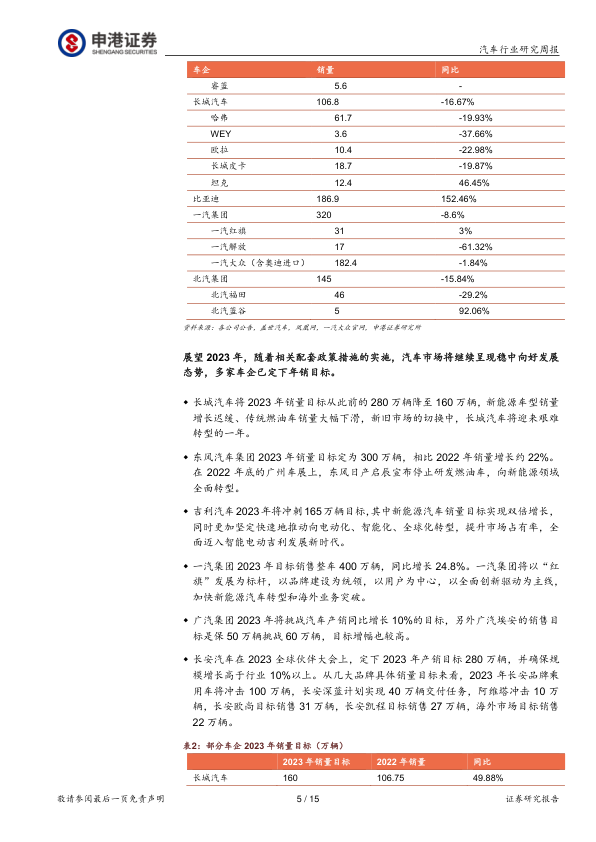 申港证券
SHENGANG SECURITIES
汽车行业研究周报
车企 销量 同比
睿蓝 5.6 -
长城汽车 106.8 -16.67%
哈弗 61.7 -19.93%
WEY 3.6 -37.66%
欧拉 10.4 -22.98%
长城皮卡 18.7 -19.87%
坦克 12.4 46.45%
比亚迪 186.9 152.46%
一汽集团 320 -8.6%
一汽红旗 31 3%
一汽解放 17 -61.32%
一汽大众（含奥迪进口） 182.4 -1.84%
北汽集团 145 -15.84%
北汽福田 46 -29.2%
北汽蓝谷 5 92.06%
资料来源：各公司公告，盖世汽车，凤凰网，一汽大众官网，申港证券研究所
展望 2023 年，随着相关配套政策措施的实施，汽车市场将继续呈现稳中向好发展
态势，多家车企已定下年销目标。
◆ 长城汽车将 2023 年销量目标从此前的 280 万辆降至 160 万辆，新能源车型销量
增长迟缓、传统燃油车销量大幅下滑，新旧市场的切换中，长城汽车将迎来艰难
转型的一年。
◆ 东风汽车集团 2023 年销量目标定为 300 万辆，相比 2022 年销量增长约 22%。
在 2022 年底的广州车展上，东风日产启辰宣布停止研发燃油车，向新能源领域
全面转型。
◆ 吉利汽车2023年将冲刺165万辆目标，其中新能源汽车销量目标实现双倍增长，
同时更加坚定快速地推动向电动化、智能化、全球化转型，提升市场占有率，全
面迈入智能电动吉利发展新时代。
◆ 一汽集团 2023 年目标销售整车 400 万辆，同比增长 24.8%。一汽集团将以“红
旗”发展为标杆，以品牌建设为统领，以用户为中心，以全面创新驱动为主线，
加快新能源汽车转型和海外业务突破。
◆ 广汽集团 2023 年将挑战汽车产销同比增长 10%的目标，另外广汽埃安的销售目
标是保 50 万辆挑战 60 万辆，目标增幅也较高。
◆ 长安汽车在 2023 全球伙伴大会上，定下 2023 年产销目标 280 万辆，并确保规
模增长高于行业 10%以上。从几大品牌具体销量目标来看，2023 年长安品牌乘
用车将冲击 100 万辆，长安深蓝计划实现 40 万辆交付任务，阿维塔冲击 10 万
辆，长安欧尚目标销售 31 万辆，长安凯程目标销售 27 万辆，海外市场目标销售
22 万辆。
表2：部分车企 2023 年销量目标（万辆）
2023 年销量目标 2022 年销量 同比
长城汽车 160 106.75 49.88%
敬请参阅最后一页免责声明 5 / 15 证券研究报告